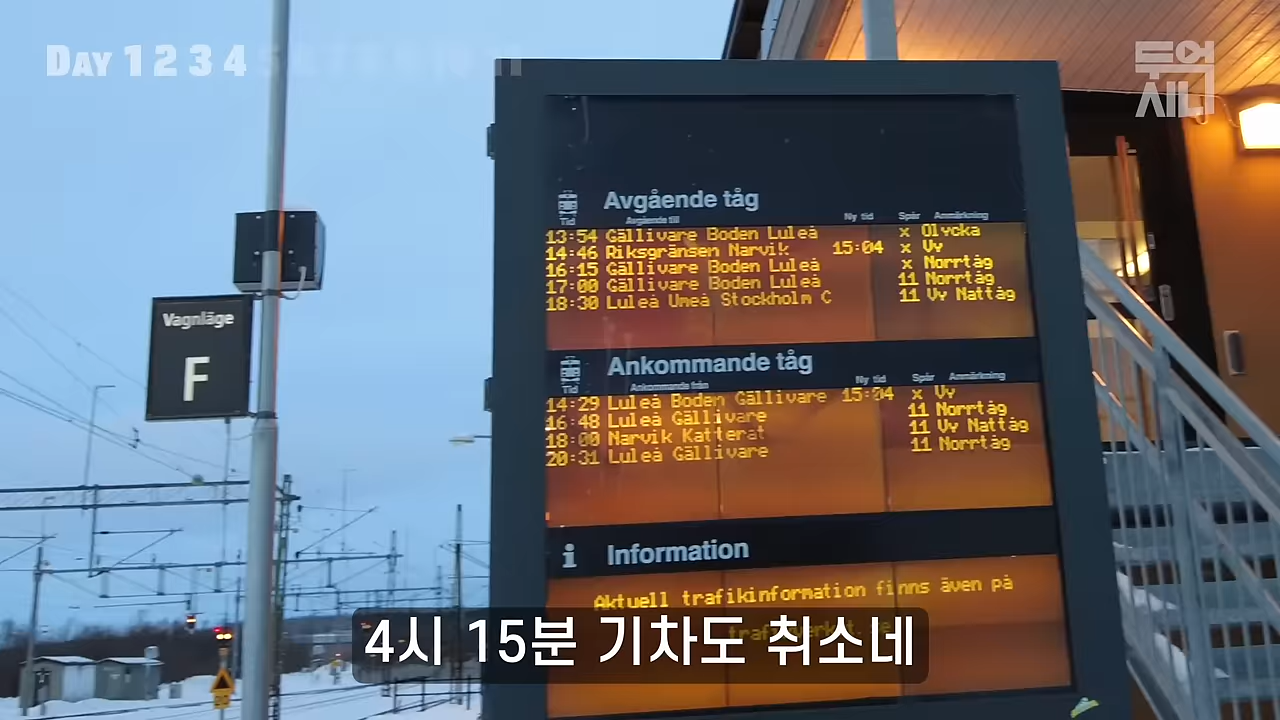 DAY 1 2 3 4
투어
시니
Vagnläge
F
Avgående tåg
Tid Avgående till Ny tid Spår Anmärkning
13:54 Gällivare Boden Luleå x Olycka
14:46 Riksgränsen Narvik 15:04 x Vy
16:15 Gällivare Boden Luleå x Norrtåg
17:00 Gällivare Boden Luleå 11 Norrtåg
18:30 Luleå Umeå Stockholm C 11 Vy Nattåg
Ankommande tåg
Tid Ankommande från Ny tid Spår Anmärkning
14:29 Luleå Boden Gällivare 15:04 x Vy
16:48 Luleå Gällivare 11 Norrtåg
18:00 Narvik Katterat 11 Vy Nattåg
20:31 Luleå Gällivare 11 Norrtåg
i Information
Aktuell trafikinformation finns även på
4시 15분 기차도 취소네